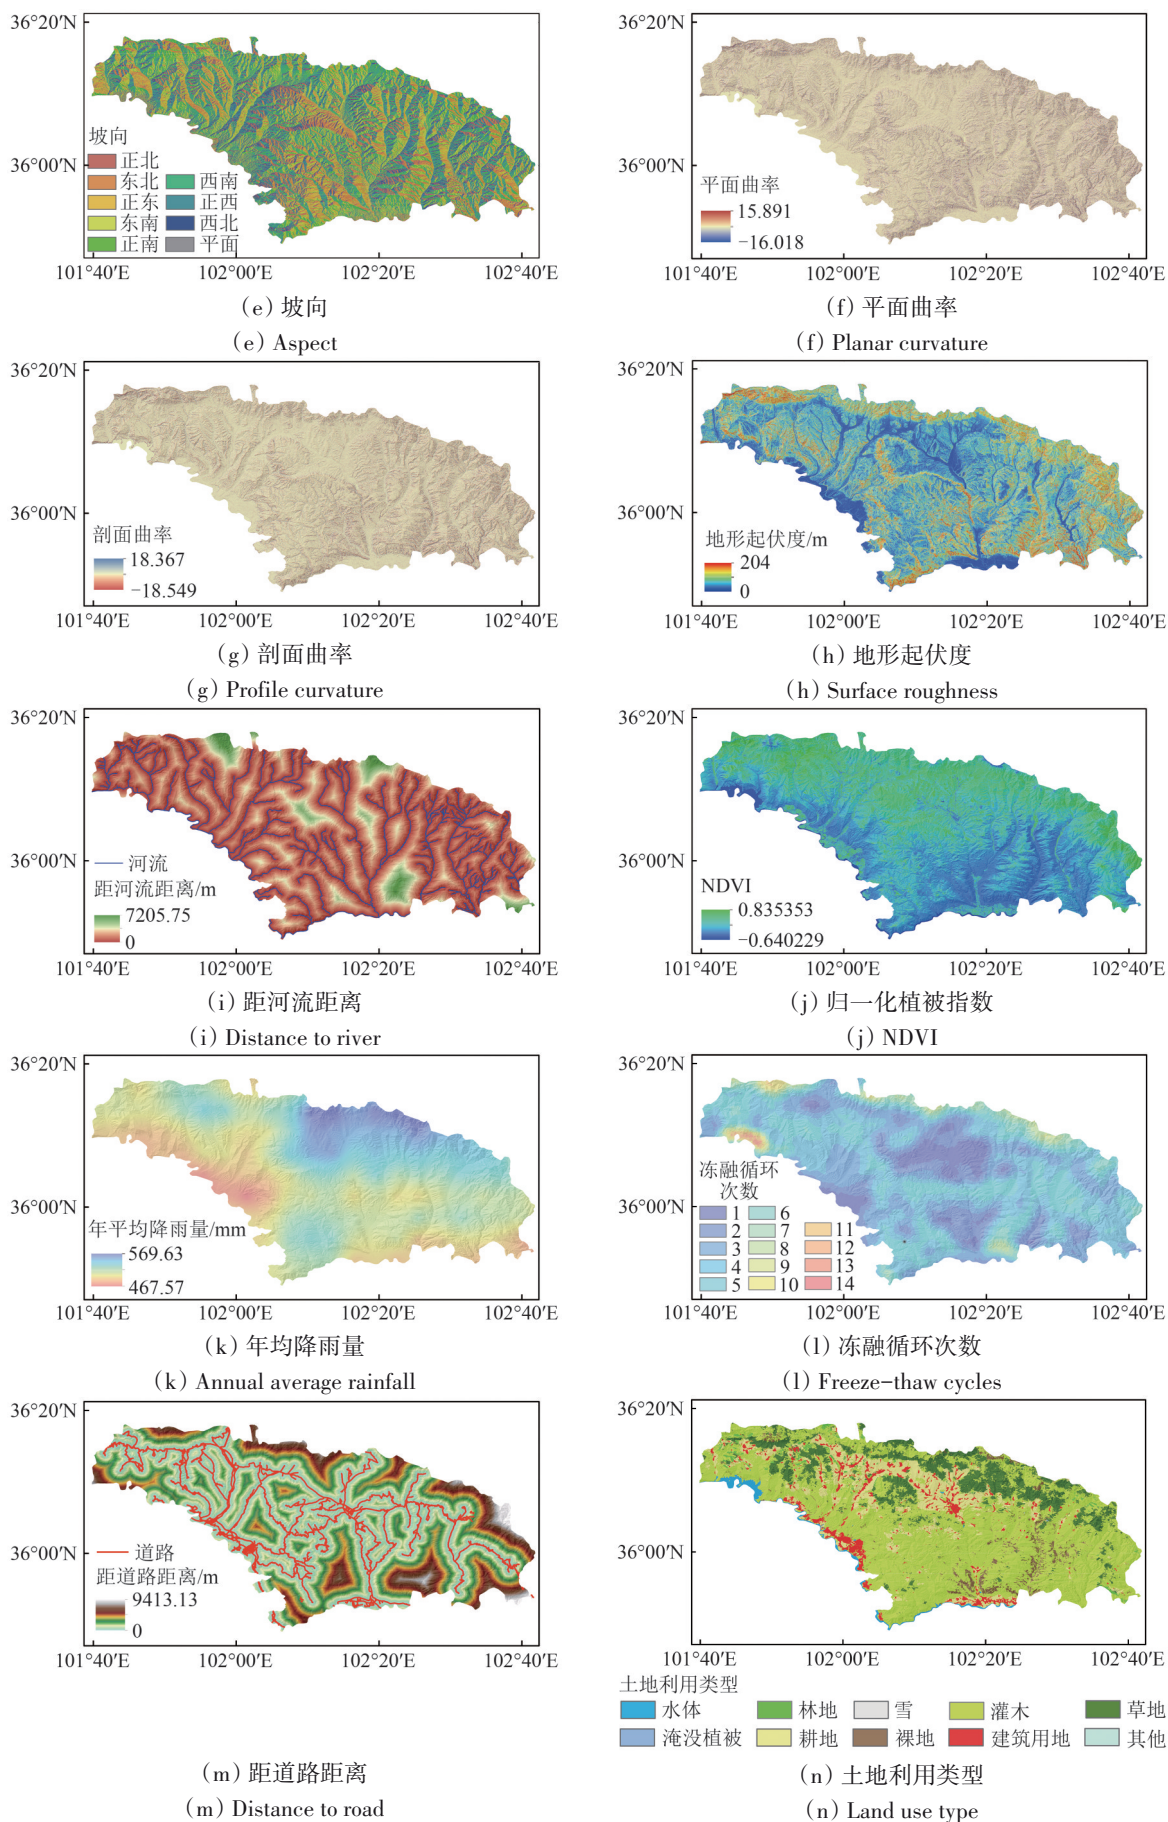 36°20′N
36°00′N
坡向
正北
东北
正东
东南
正南
西南
正西
西北
平面
101°40′E 102°00′E 102°20′E 102°40′E
(e) 坡向
(e) Aspect
36°20′N
36°00′N
平面曲率
15.891
−16.018
101°40′E 102°00′E 102°20′E 102°40′E
(f) 平面曲率
(f) Planar curvature
36°20′N
36°00′N
剖面曲率
18.367
−18.549
101°40′E 102°00′E 102°20′E 102°40′E
(g) 剖面曲率
(g) Profile curvature
36°20′N
36°00′N
地形起伏度/m
204
0
101°40′E 102°00′E 102°20′E 102°40′E
(h) 地形起伏度
(h) Surface roughness
36°20′N
36°00′N
河流
距河流距离/m
7205.75
0
101°40′E 102°00′E 102°20′E 102°40′E
(i) 距河流距离
(i) Distance to river
36°20′N
36°00′N
NDVI
0.835353
−0.640229
101°40′E 102°00′E 102°20′E 102°40′E
(j) 归一化植被指数
(j) NDVI
36°20′N
36°00′N
年平均降雨量/mm
569.63
467.57
101°40′E 102°00′E 102°20′E 102°40′E
(k) 年均降雨量
(k) Annual average rainfall
36°20′N
36°00′N
冻融循环
次数
1 6
2 7 11
3 8 12
4 9 13
5 10 14
101°40′E 102°00′E 102°20′E 102°40′E
(l) 冻融循环次数
(l) Freeze-thaw cycles
36°20′N
36°00′N
道路
距道路距离/m
9413.13
0
101°40′E 102°00′E 102°20′E 102°40′E
(m) 距道路距离
(m) Distance to road
36°20′N
36°00′N
101°40′E 102°00′E 102°20′E 102°40′E
土地利用类型
水体 林地 雪 灌木 草地
淹没植被 耕地 裸地 建筑用地 其他
(n) 土地利用类型
(n) Land use type